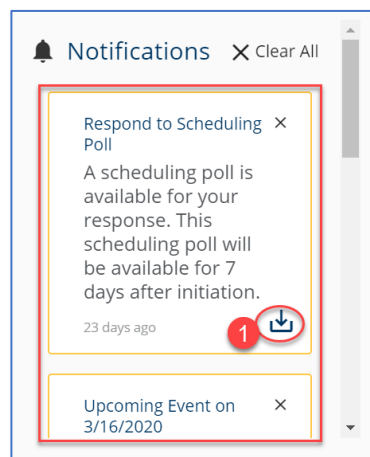 Notifications
Clear All
Respond to Scheduling
Poll
A scheduling poll is
available for your
response. This
scheduling poll will
be available for 7
days after initiation.
23 days ago
1
Upcoming Event on
3/16/2020